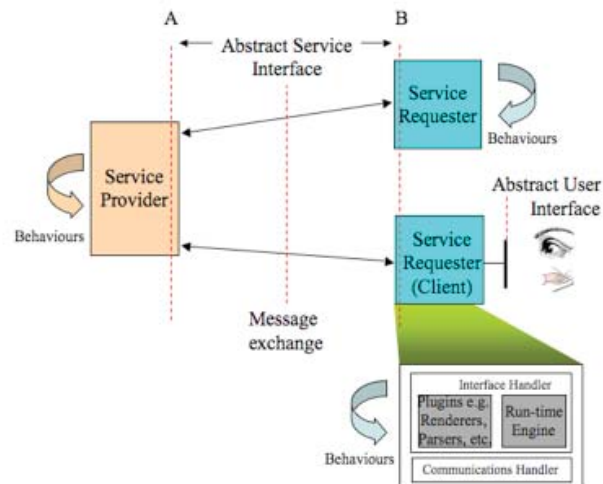 A
B
Abstract Service
Interface
Service
Requester
Behaviours
Service
Provider
Behaviours
Abstract User
Interface
Service
Requester
(Client)
Message
exchange
Interface Handler
Plugins e.g.
Renderers,
Parsers, etc.
Run-time
Engine
Behaviours
Communications Handler